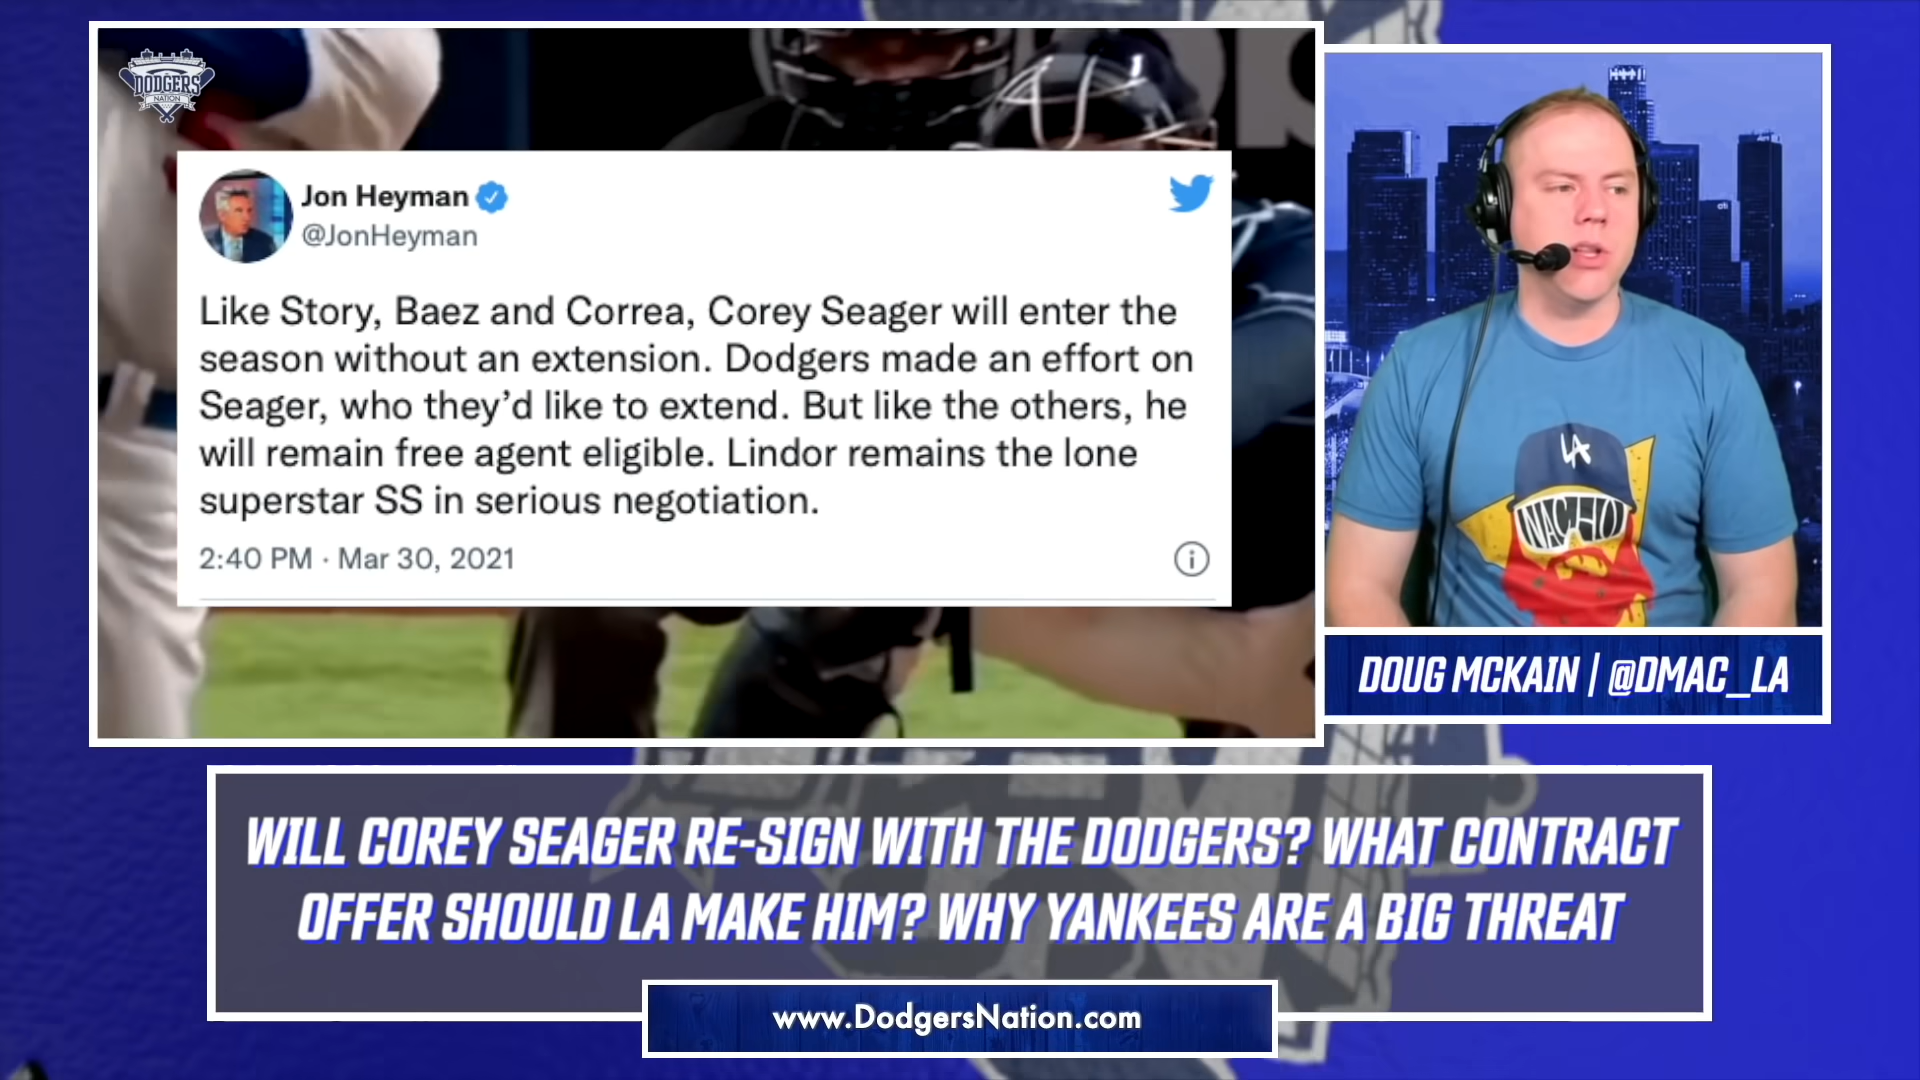 DODGERS
NATION
Jon Heyman
@JonHeyman
Like Story, Baez and Correa, Corey Seager will enter the
season without an extension. Dodgers made an effort on
Seager, who they’d like to extend. But like the others, he
will remain free agent eligible. Lindor remains the lone
superstar SS in serious negotiation.
2:40 PM · Mar 30, 2021
citi
LA
NACHO
DOUG MCKAIN | @DMAC_LA
WILL COREY SEAGER RE-SIGN WITH THE DODGERS? WHAT CONTRACT
OFFER SHOULD LA MAKE HIM? WHY YANKEES ARE A BIG THREAT
www.DodgersNation.com